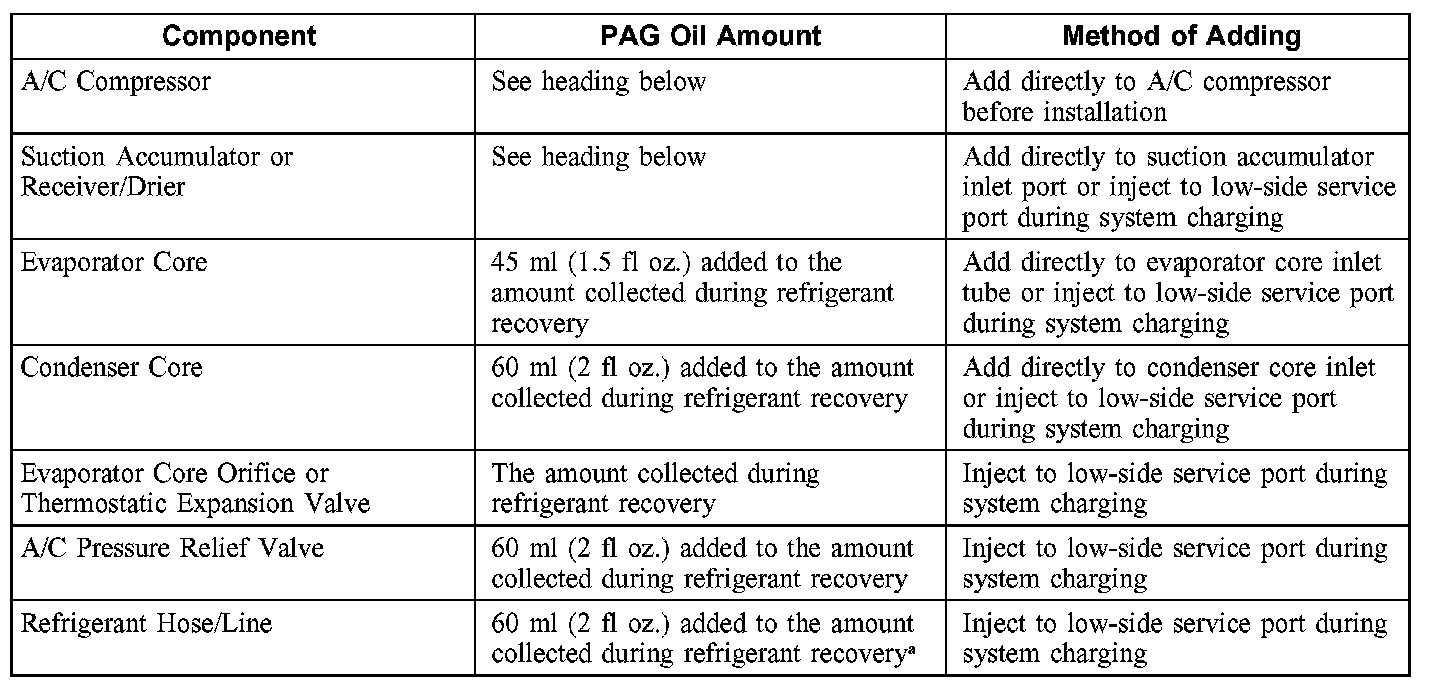 Component PAG Oil Amount Method of Adding
A/C Compressor See heading below Add directly to A/C compressor
before installation
Suction Accumulator or See heading below Add directly to suction accumulator
Receiver/Drier inlet port or inject to low-side service
port during system charging
Evaporator Core 45 ml (1.5 fl oz.) added to the Add directly to evaporator core inlet
amount collected during refrigerant tube or inject to low-side service port
recovery during system charging
Condenser Core 60 ml (2 fl oz.) added to the amount Add directly to condenser core inlet
collected during refrigerant recovery or inject to low-side service port
during system charging
Evaporator Core Orifice or The amount collected during Inject to low-side service port during
Thermostatic Expansion Valve refrigerant recovery system charging
A/C Pressure Relief Valve 60 ml (2 fl oz.) added to the amount Inject to low-side service port during
collected during refrigerant recovery system charging
Refrigerant Hose/Line 60 ml (2 fl oz.) added to the amount Inject to low-side service port during
collected during refrigerant recoveryᵃ system charging